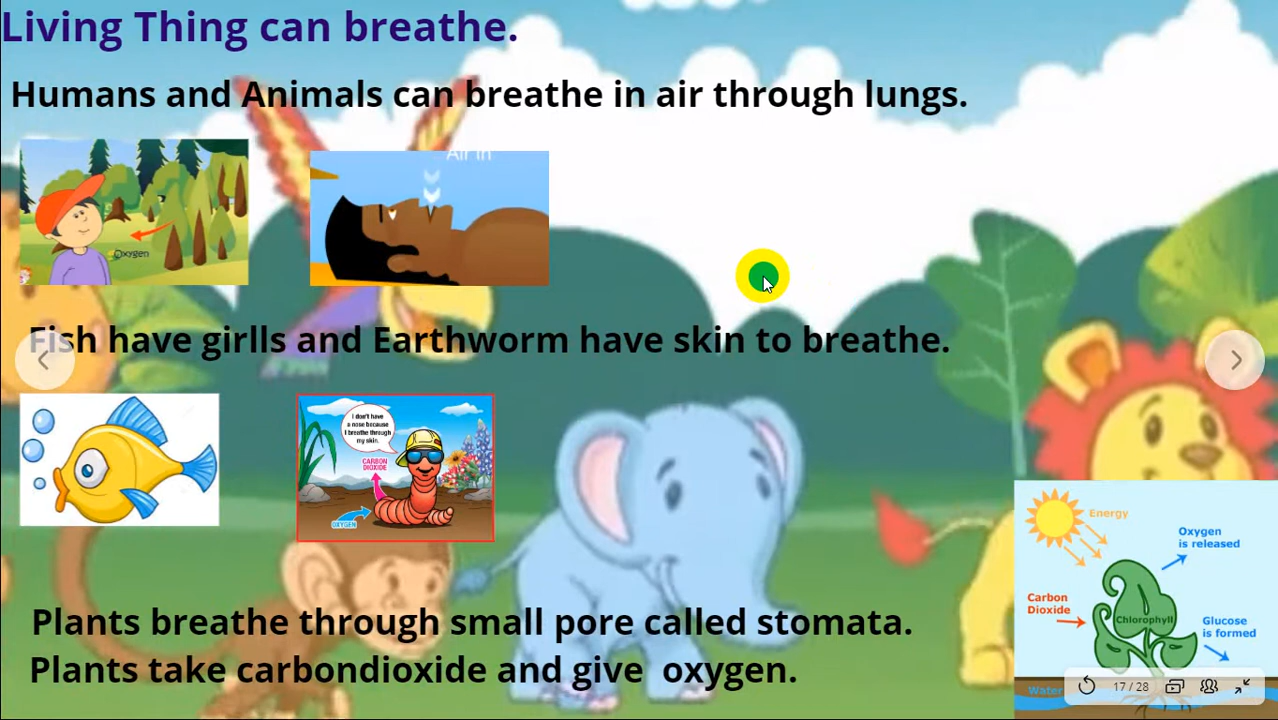 Living Thing can breathe.
Humans and Animals can breathe in air through lungs.
Oxygen
Air in
Fish have girlls and Earthworm have skin to breathe.
I don't have
a nose because
I breathe through
my skin.
CARBON
DIOXIDE
OXYGEN
Plants breathe through small pore called stomata.
Plants take carbondioxide and give oxygen.
Energy
Oxygen
is released
Carbon
Dioxide
Chlorophyll
Glucose
is formed
Water
17 / 28